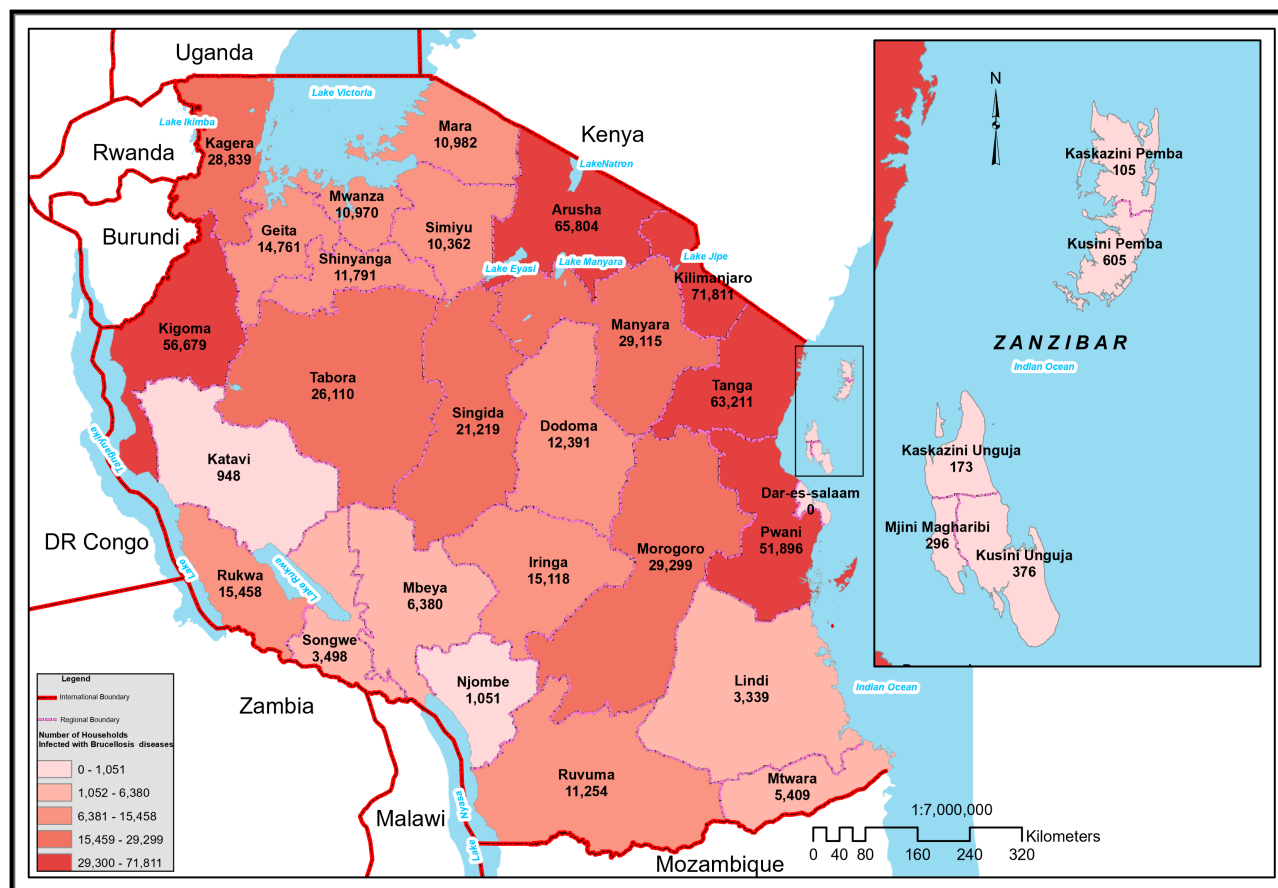 Uganda
Lake Victoria
Lake Ikimba
Kagera
28,839
Rwanda
Burundi
Mara
10,982
Kenya
LakeNatron
Mwanza
10,970
Geita
14,761
Shinyanga
11,791
Simiyu
10,362
Arusha
65,804
Lake Eyasi
Lake Manyara
Lake Jipe
Kilimanjaro
71,811
Kigoma
56,679
Tabora
26,110
Manyara
29,115
Singida
21,219
Dodoma
12,391
Tanga
63,211
Katavi
948
Lake
Tanganyika
Dar-es-salaam
0
Pwani
51,896
DR Congo
Rukwa
15,458
Lake Rukwa
Mbeya
6,380
Iringa
15,118
Morogoro
29,299
Songwe
3,498
Njombe
1,051
Lindi
3,339
Indian Ocean
Zambia
Ruvuma
11,254
Mtwara
5,409
Malawi
Lake
Nyasa
Mozambique
N
Kaskazini Pemba
105
Kusini Pemba
605
ZANZIBAR
Indian Ocean
Kaskazini Unguja
173
Mjini Magharibi
296
Kusini Unguja
376
Legend
International Boundary
Regional Boundary
Number of Households
Infected with Brucellosis diseases
0 - 1,051
1,052 - 6,380
6,381 - 15,458
15,459 - 29,299
29,300 - 71,811
1:7,000,000
Kilometers
0 40 80 160 240 320